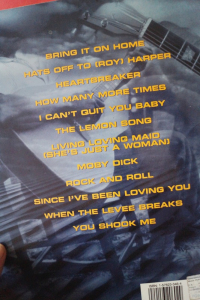 BRING IT ON HOME
HATS OFF TO (ROY) HARPER
HEARTBREAKER
HOW MANY MORE TIMES
I CAN'T QUIT YOU BABY
THE LEMON SONG
LIVING LOVING MAID
(SHE'S JUST A WOMAN)
MOBY DICK
ROCK AND ROLL
SINCE I'VE BEEN LOVING YOU
WHEN THE LEVEE BREAKS
YOU SHOOK ME